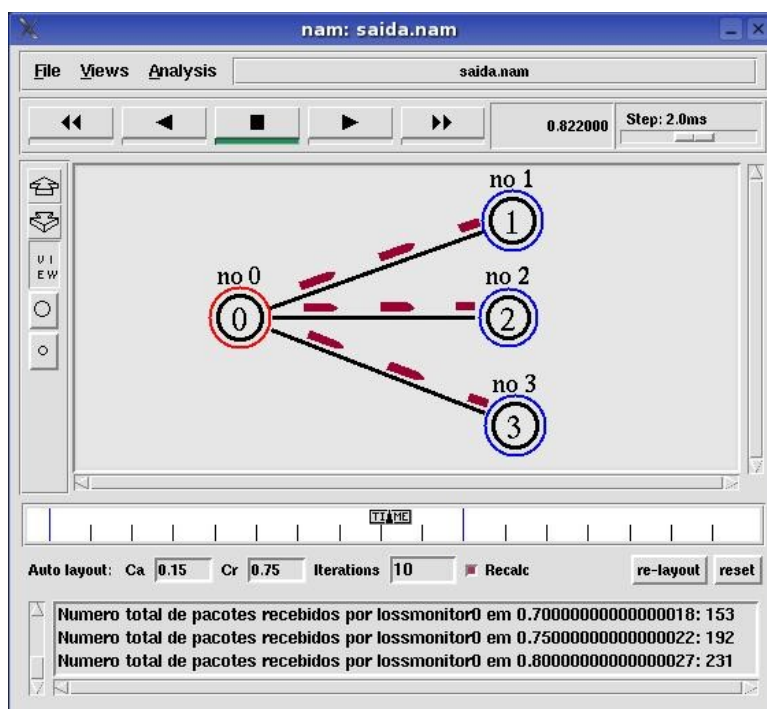 nam: saida.nam
File Views Analysis saida.nam
0.822000 Step: 2.0ms
VI
EW
no 1
1
no 0
0
no 2
2
no 3
3
TIME
Auto layout: Ca 0.15 Cr 0.75 Iterations 10 Recalc re-layout reset
Numero total de pacotes recebidos por lossmonitor0 em 0.70000000000000018: 153
Numero total de pacotes recebidos por lossmonitor0 em 0.75000000000000022: 192
Numero total de pacotes recebidos por lossmonitor0 em 0.80000000000000027: 231